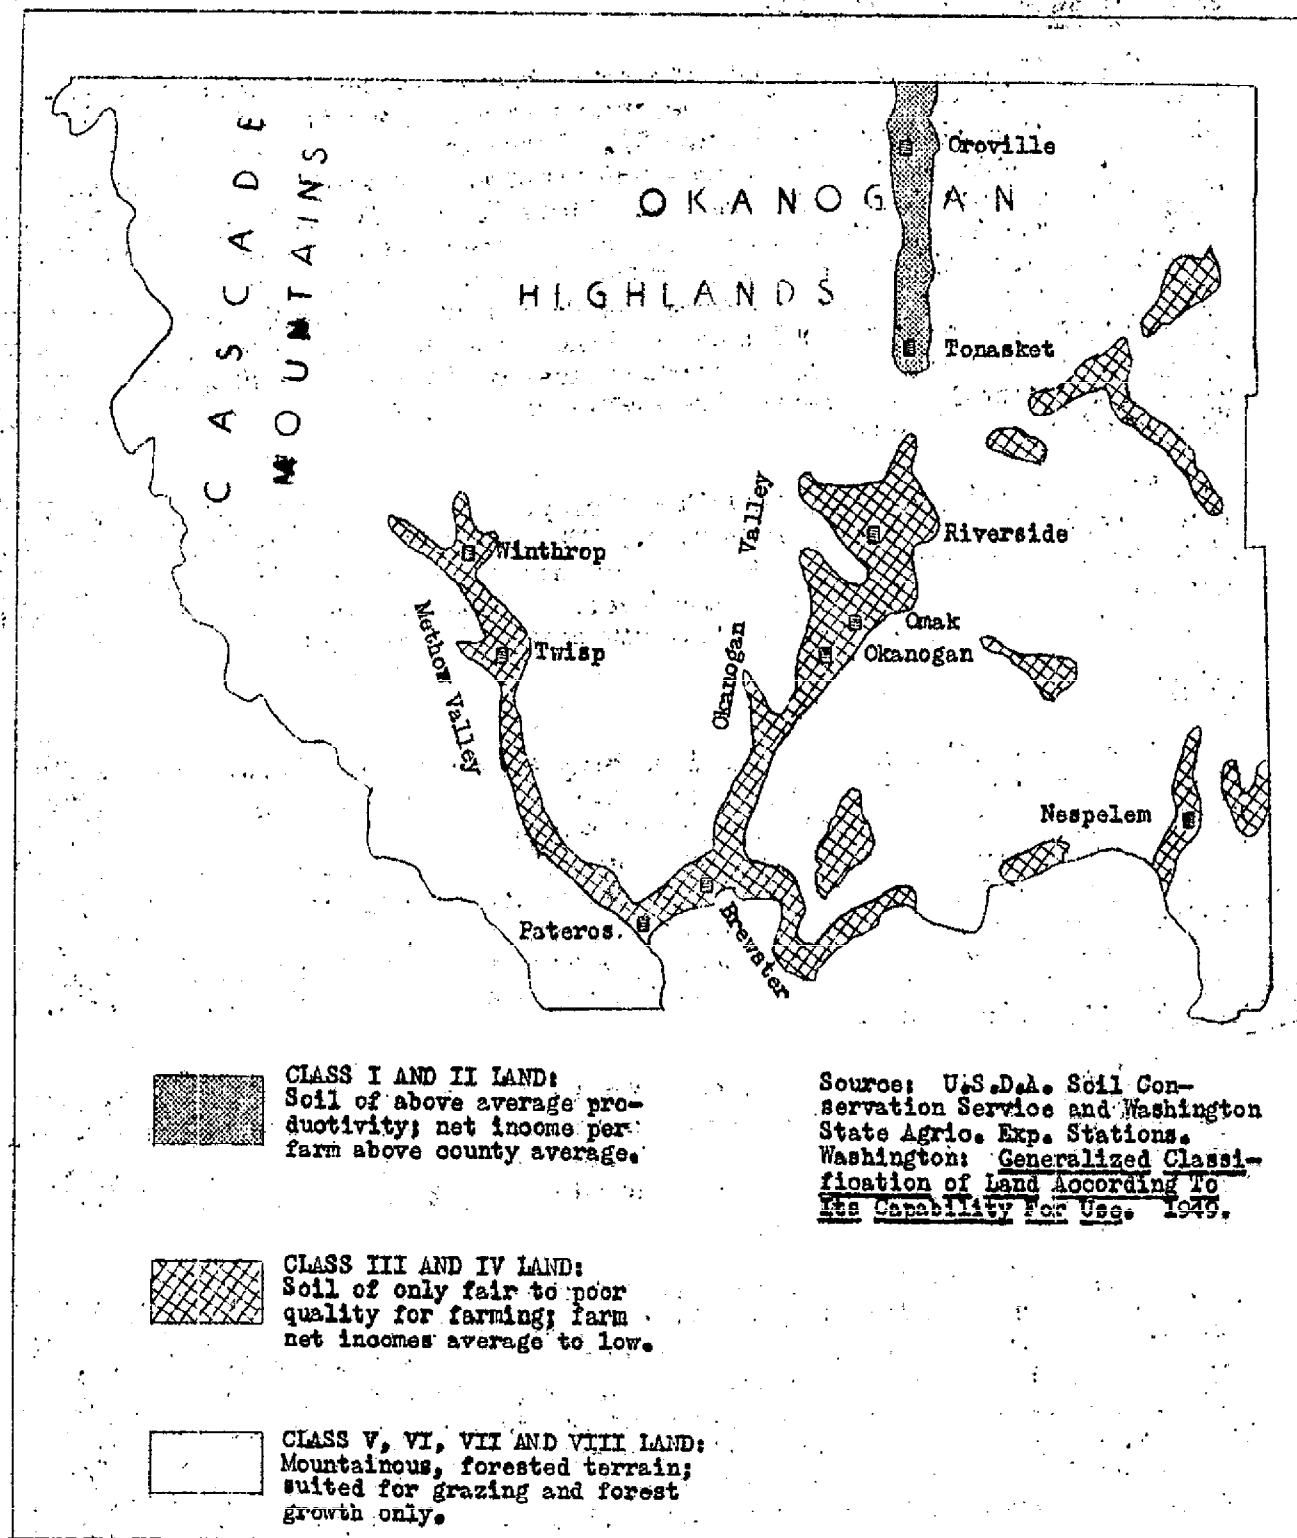 CASCADE
MOUNTAINS
OKANOGAN
HIGHLANDS
Oroville
Tonasket
Riverside
Omak
Okanogan
Okanogan Valley
Winthrop
Twisp
Methow Valley
Pateros.
Brewster
Nespelem
CLASS I AND II LAND:
Soil of above average pro-
ductivity; net income per
farm above county average.
CLASS III AND IV LAND:
Soil of only fair to poor
quality for farming; farm
net incomes average to low.
CLASS V, VI, VII AND VIII LAND:
Mountainous, forested terrain;
suited for grazing and forest
growth only.
Source: U.S.D.A. Soil Con-
servation Service and Washington
State Agric. Exp. Stations.
Washington: Generalized Classi-
fication of Land According To
Its Capability For Use. 1949.